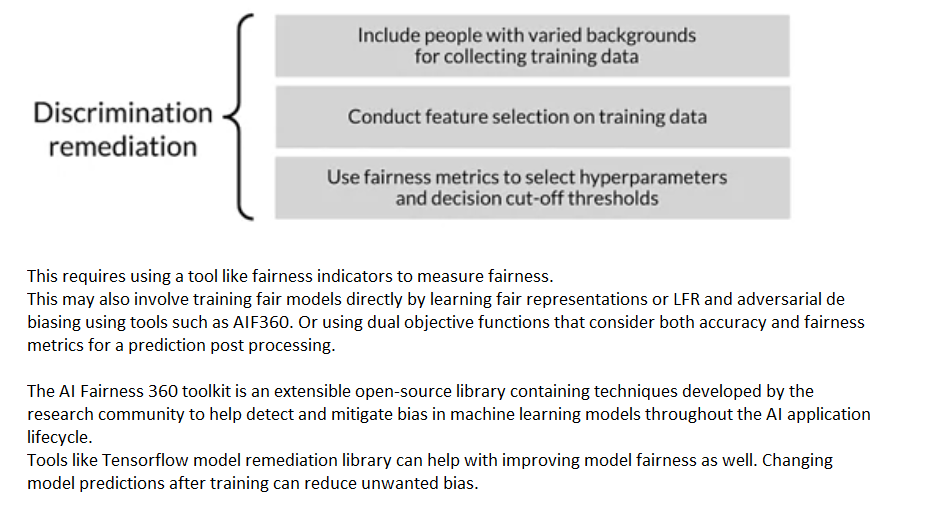 Discrimination
remediation
Include people with varied backgrounds
for collecting training data
Conduct feature selection on training data
Use fairness metrics to select hyperparameters
and decision cut-off thresholds
This requires using a tool like fairness indicators to measure fairness.
This may also involve training fair models directly by learning fair representations or LFR and adversarial de
biasing using tools such as AIF360. Or using dual objective functions that consider both accuracy and fairness
metrics for a prediction post processing.
The AI Fairness 360 toolkit is an extensible open-source library containing techniques developed by the
research community to help detect and mitigate bias in machine learning models throughout the AI application
lifecycle.
Tools like Tensorflow model remediation library can help with improving model fairness as well. Changing
model predictions after training can reduce unwanted bias.